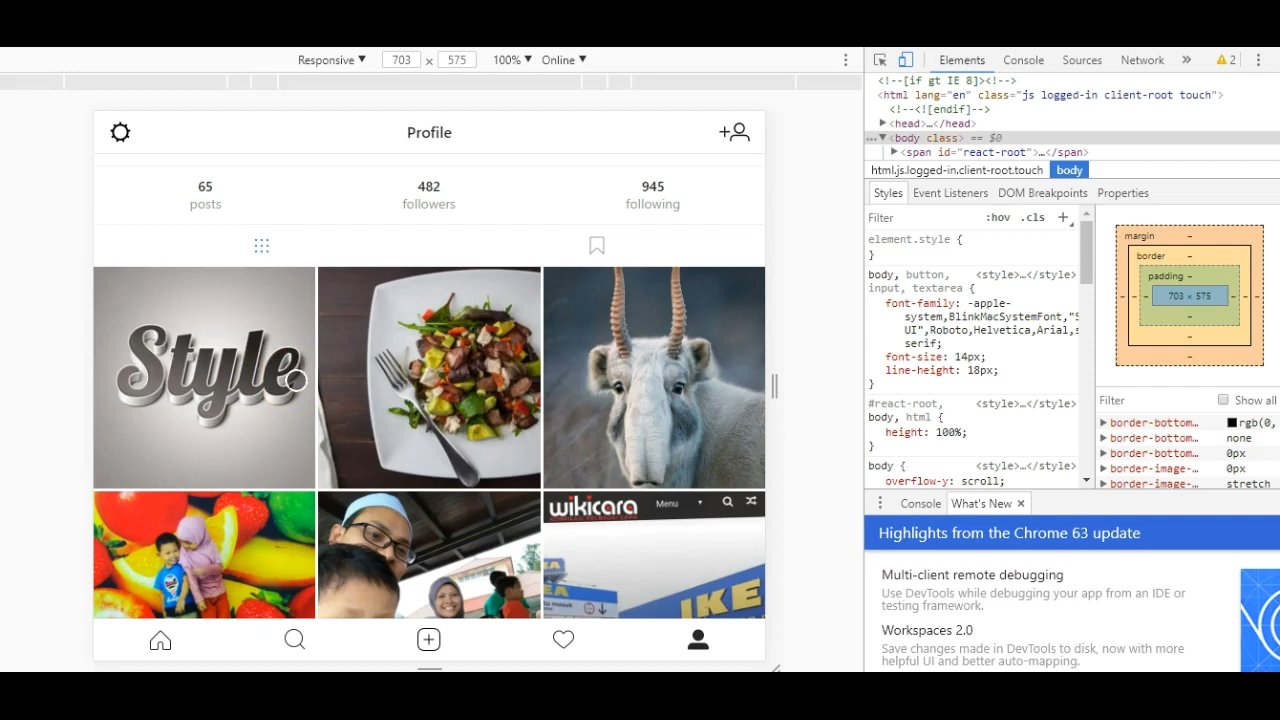 Responsive ▼ 703 × 575 100% ▼ Online ▼
Elements Console Sources Network » 2
<!--[if gt IE 8]><!-->
<html lang="en" class="js logged-in client-root touch">
<!--<![endif]-->
<head>…</head>
…<body class> == $0
<span id="react-root">…</span>
html.js.logged-in.client-root.touch body
Profile
65 482 945
posts followers following
Style
wikicara Menu
IKE
Styles Event Listeners DOM Breakpoints Properties
Filter :hov .cls +
element.style {
}
body, button, <style>…</style>
input, textarea {
font-family: -apple-
system,BlinkMacSystemFont,"S
UI",Roboto,Helvetica,Arial,s
serif;
font-size: 14px;
line-height: 18px;
}
#react-root, <style>…</style>
body, html {
height: 100%;
}
body { <style>…</style>
overflow-y: scroll;
margin –
border –
padding –
703 × 575
–
–
–
Filter Show all
border-bottom… rgb(0,
border-bottom… none
border-bottom… 0px
border-image-… 0px
border-image-… stretch
Console What's New ×
Highlights from the Chrome 63 update
Multi-client remote debugging
Use DevTools while debugging your app from an IDE or
testing framework.
Workspaces 2.0
Save changes made in DevTools to disk, now with more
helpful UI and better auto-mapping.